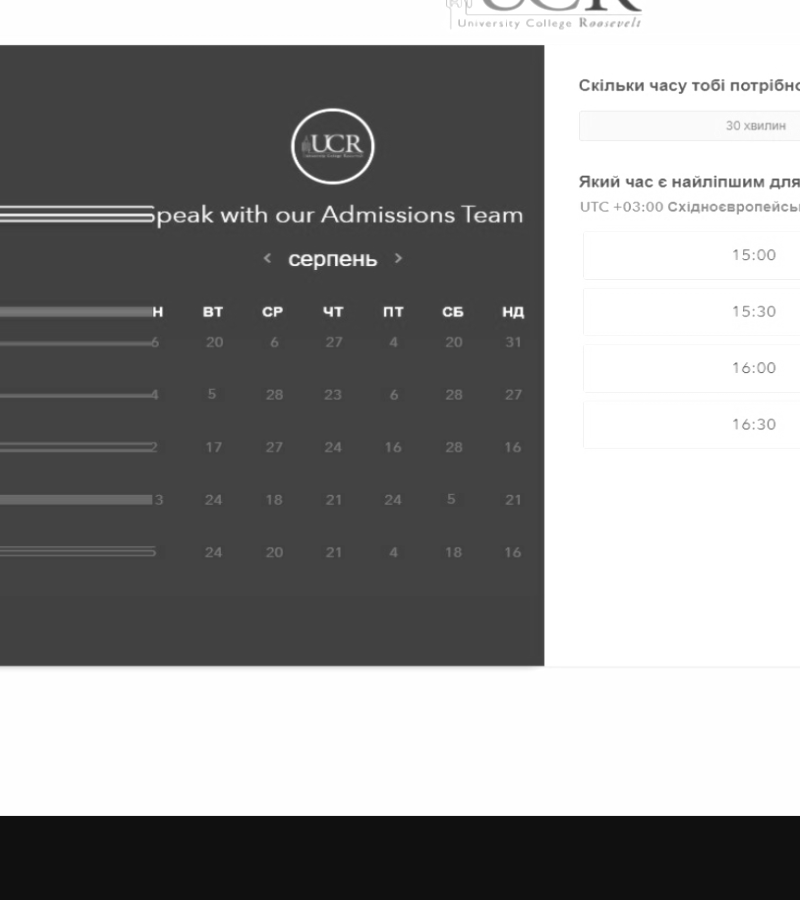 University College Roosevelt
UCR
Speak with our Admissions Team
< серпень >
Н ВТ СР ЧТ ПТ СБ НД
6 20 6 27 4 20 31
4 5 28 23 6 28 27
2 17 27 24 16 28 16
3 24 18 21 24 5 21
5 24 20 21 4 18 16
Скільки часу тобі
30 хвилин
Який час є найліпшим для
UTC +03:00
15:00
15:30
16:00
16:30